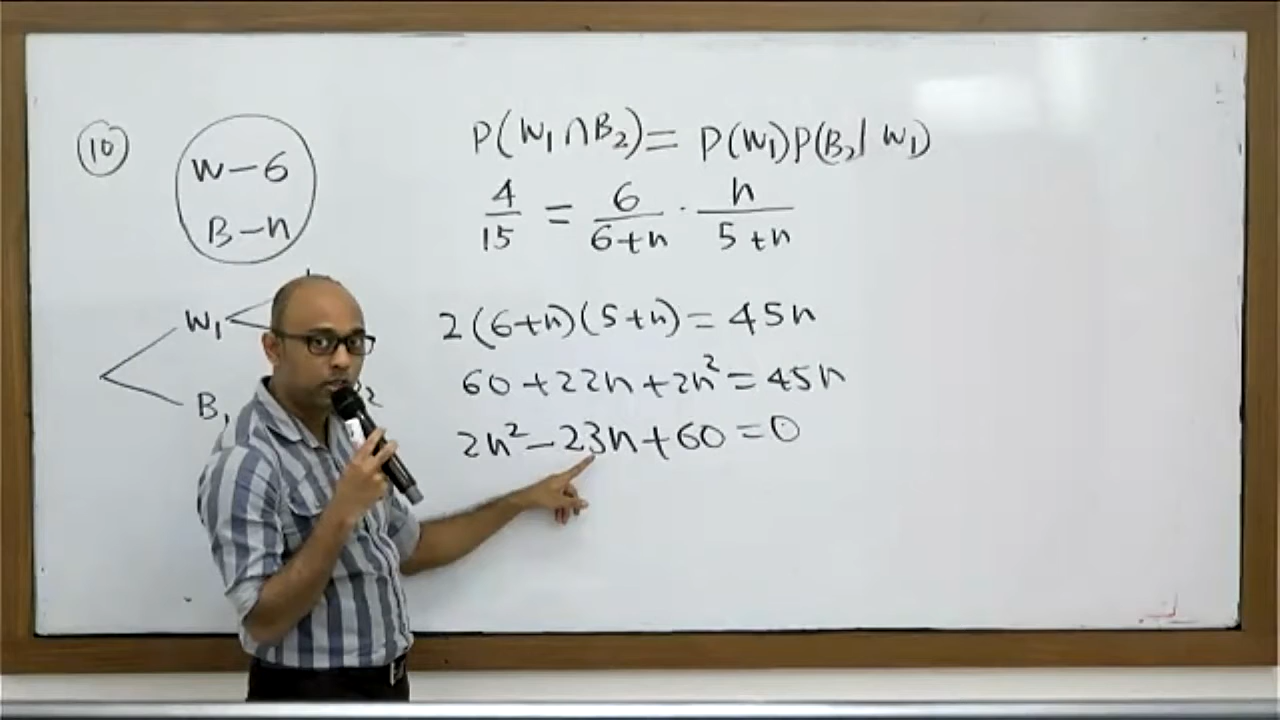 10
W-6
B-n
P(W₁∩B₂)= P(W₁)P(B₂/W₁)
4/15 = 6/6+n · n/5+n
W₁
2(6+n)(5+n)=45n
60+22n+2n²=45n
B₁
2n²-23n+60=0